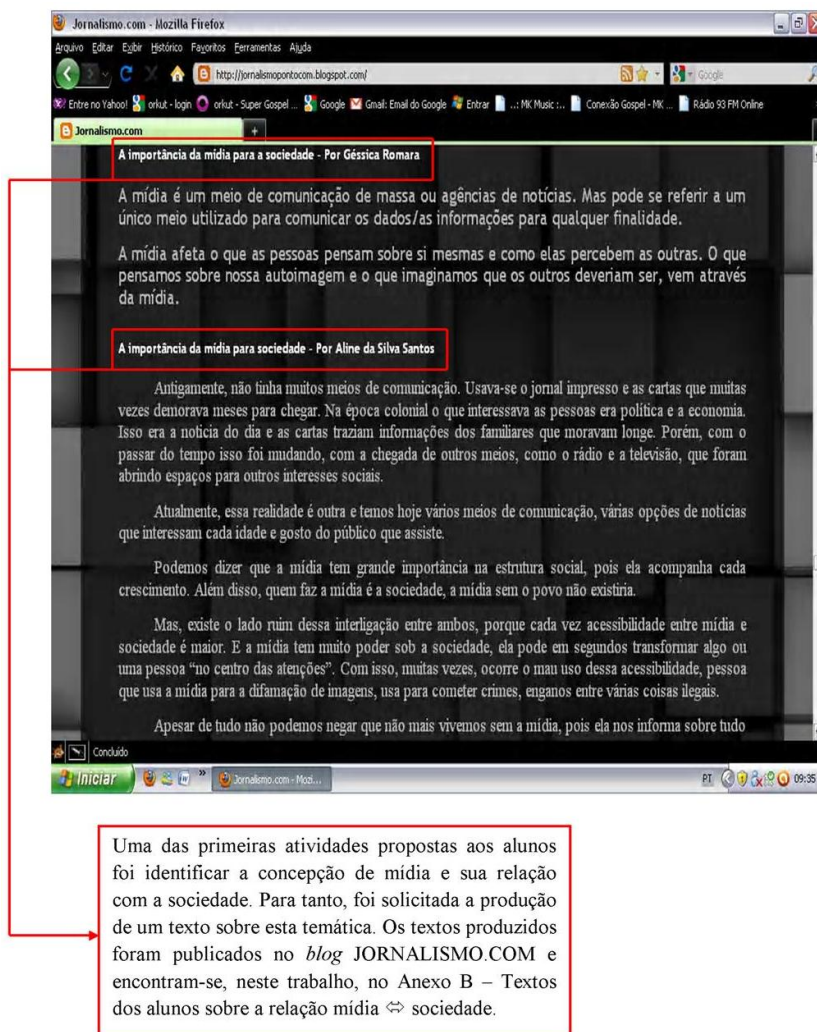 Jornalismo.com - Mozilla Firefox
Arquivo Editar Exibir Histórico Favoritos Ferramentas Ajuda
http://jornalismopontocom.blogspot.com/
Google
Entre no Yahoo! orkut - login orkut - Super Gospel ... Google Gmail: Email do Google Entrar ..: MK Music :.. Conexão Gospel - MK ... Rádio 93 FM Online
Jornalismo.com +
A importância da mídia para a sociedade - Por Géssica Romara
A mídia é um meio de comunicação de massa ou agências de notícias. Mas pode se referir a um
único meio utilizado para comunicar os dados/as informações para qualquer finalidade.
A mídia afeta o que as pessoas pensam sobre si mesmas e como elas percebem as outras. O que
pensamos sobre nossa autoimagem e o que imaginamos que os outros deveriam ser, vem através
da mídia.
A importância da mídia para sociedade - Por Aline da Silva Santos
Antigamente, não tinha muitos meios de comunicação. Usava-se o jornal impresso e as cartas que muitas
vezes demorava meses para chegar. Na época colonial o que interessava as pessoas era política e a economia.
Isso era a noticia do dia e as cartas traziam informações dos familiares que moravam longe. Porém, com o
passar do tempo isso foi mudando, com a chegada de outros meios, como o rádio e a televisão, que foram
abrindo espaços para outros interesses sociais.
Atualmente, essa realidade é outra e temos hoje vários meios de comunicação, várias opções de notícias
que interessam cada idade e gosto do público que assiste.
Podemos dizer que a mídia tem grande importância na estrutura social, pois ela acompanha cada
crescimento. Além disso, quem faz a mídia é a sociedade, a mídia sem o povo não existiria.
Mas, existe o lado ruim dessa interligação entre ambos, porque cada vez acessibilidade entre mídia e
sociedade é maior. E a mídia tem muito poder sob a sociedade, ela pode em segundos transformar algo ou
uma pessoa “no centro das atenções”. Com isso, muitas vezes, ocorre o mau uso dessa acessibilidade, pessoa
que usa a mídia para a difamação de imagens, usa para cometer crimes, enganos entre várias coisas ilegais.
Apesar de tudo não podemos negar que não mais vivemos sem a mídia, pois ela nos informa sobre tudo
Concluído
Iniciar » Jornalismo.com - Mozi... PT 09:35
Uma das primeiras atividades propostas aos alunos
foi identificar a concepção de mídia e sua relação
com a sociedade. Para tanto, foi solicitada a produção
de um texto sobre esta temática. Os textos produzidos
foram publicados no blog JORNALISMO.COM e
encontram-se, neste trabalho, no Anexo B – Textos
dos alunos sobre a relação mídia ⇔ sociedade.